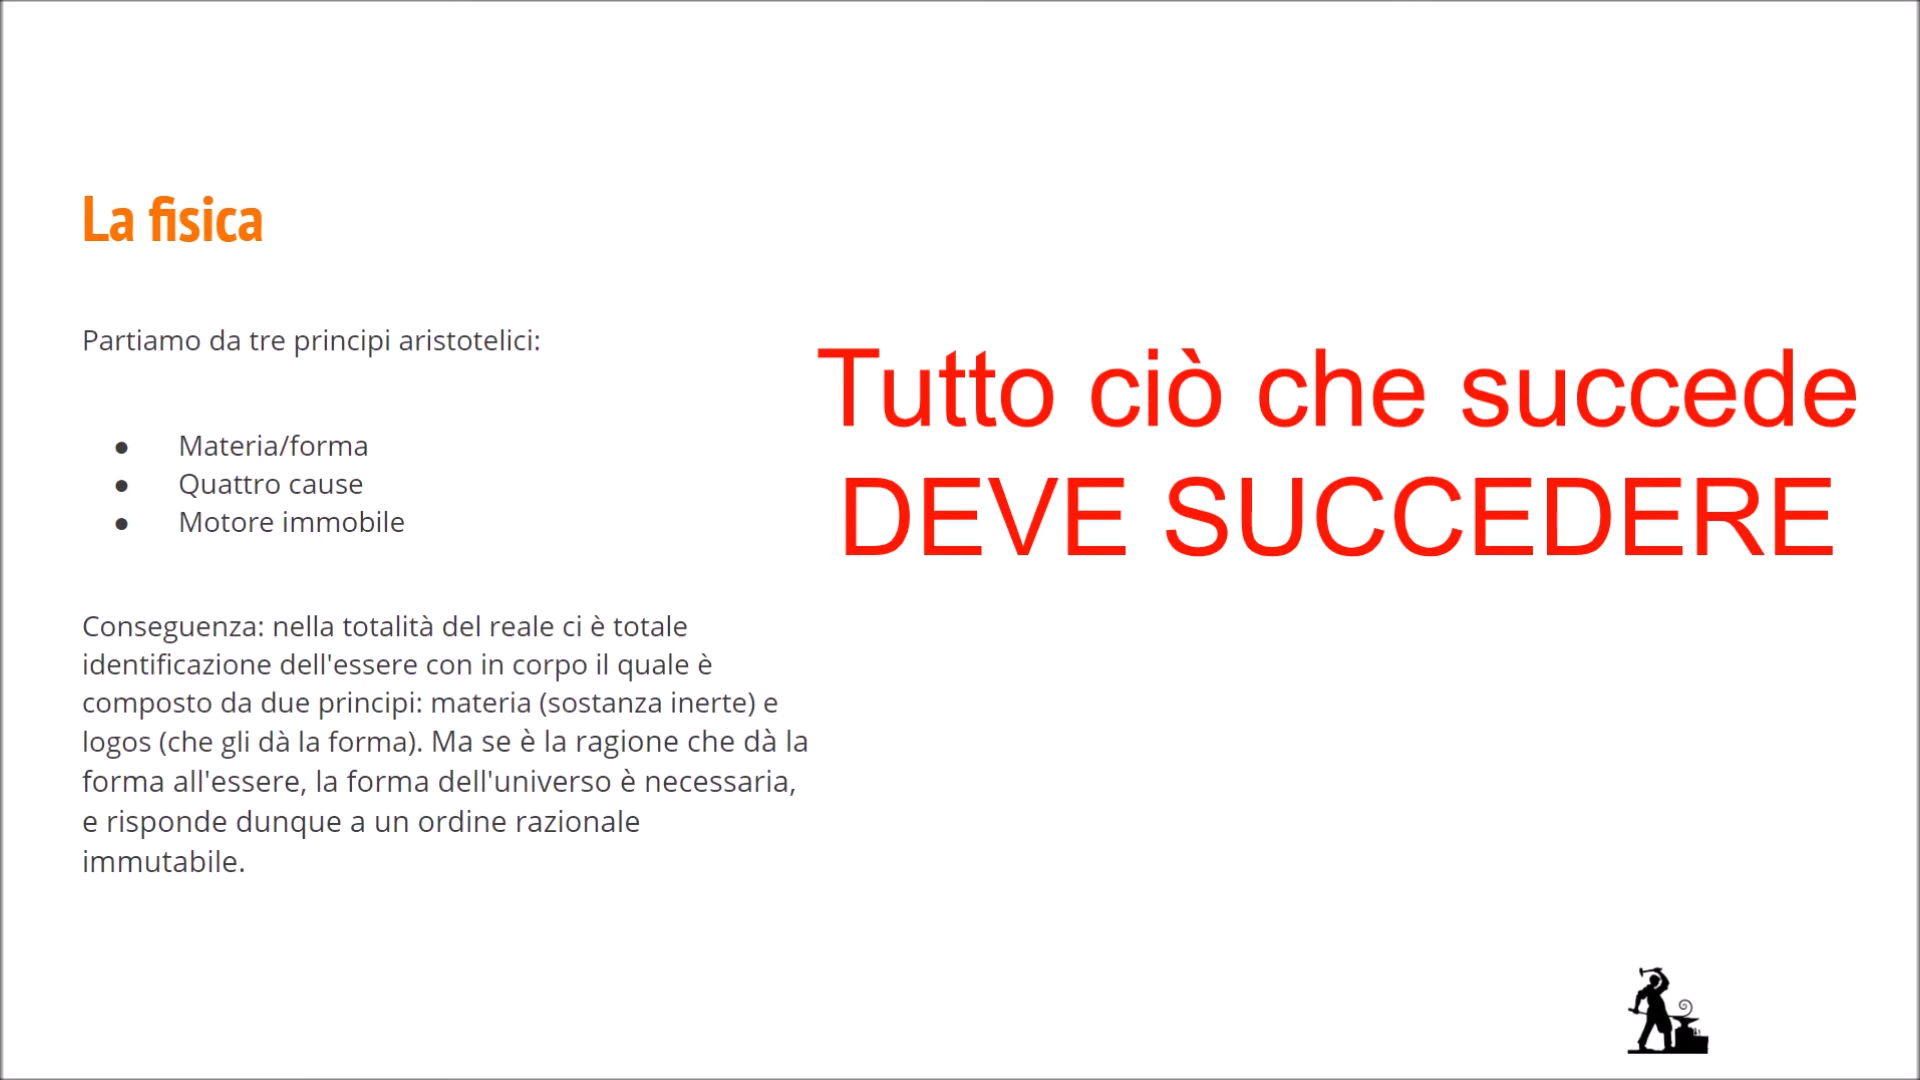 La fisica
Partiamo da tre principi aristotelici:
● Materia/forma
● Quattro cause
● Motore immobile
Conseguenza: nella totalità del reale ci è totale
identificazione dell'essere con in corpo il quale è
composto da due principi: materia (sostanza inerte) e
logos (che gli dà la forma). Ma se è la ragione che dà la
forma all'essere, la forma dell'universo è necessaria,
e risponde dunque a un ordine razionale
immutabile.
Tutto ciò che succede
DEVE SUCCEDERE